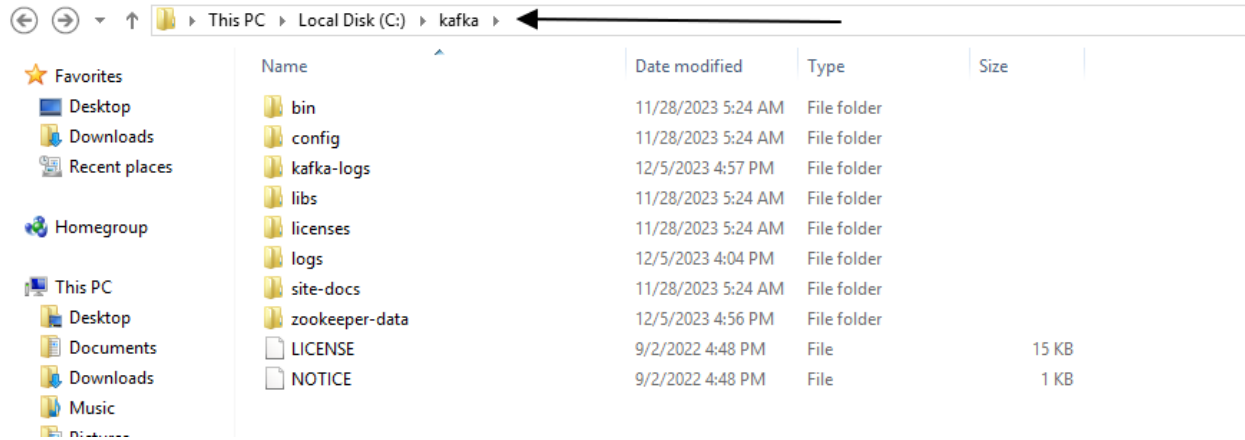 This PC Local Disk (C:) kafka
Name Date modified Type Size
Favorites
Desktop
Downloads
Recent places
Homegroup
This PC
Desktop
Documents
Downloads
Music
Pictures
bin 11/28/2023 5:24 AM File folder
config 11/28/2023 5:24 AM File folder
kafka-logs 12/5/2023 4:57 PM File folder
libs 11/28/2023 5:24 AM File folder
licenses 11/28/2023 5:24 AM File folder
logs 12/5/2023 4:04 PM File folder
site-docs 11/28/2023 5:24 AM File folder
zookeeper-data 12/5/2023 4:56 PM File folder
LICENSE 9/2/2022 4:48 PM File 15 KB
NOTICE 9/2/2022 4:48 PM File 1 KB